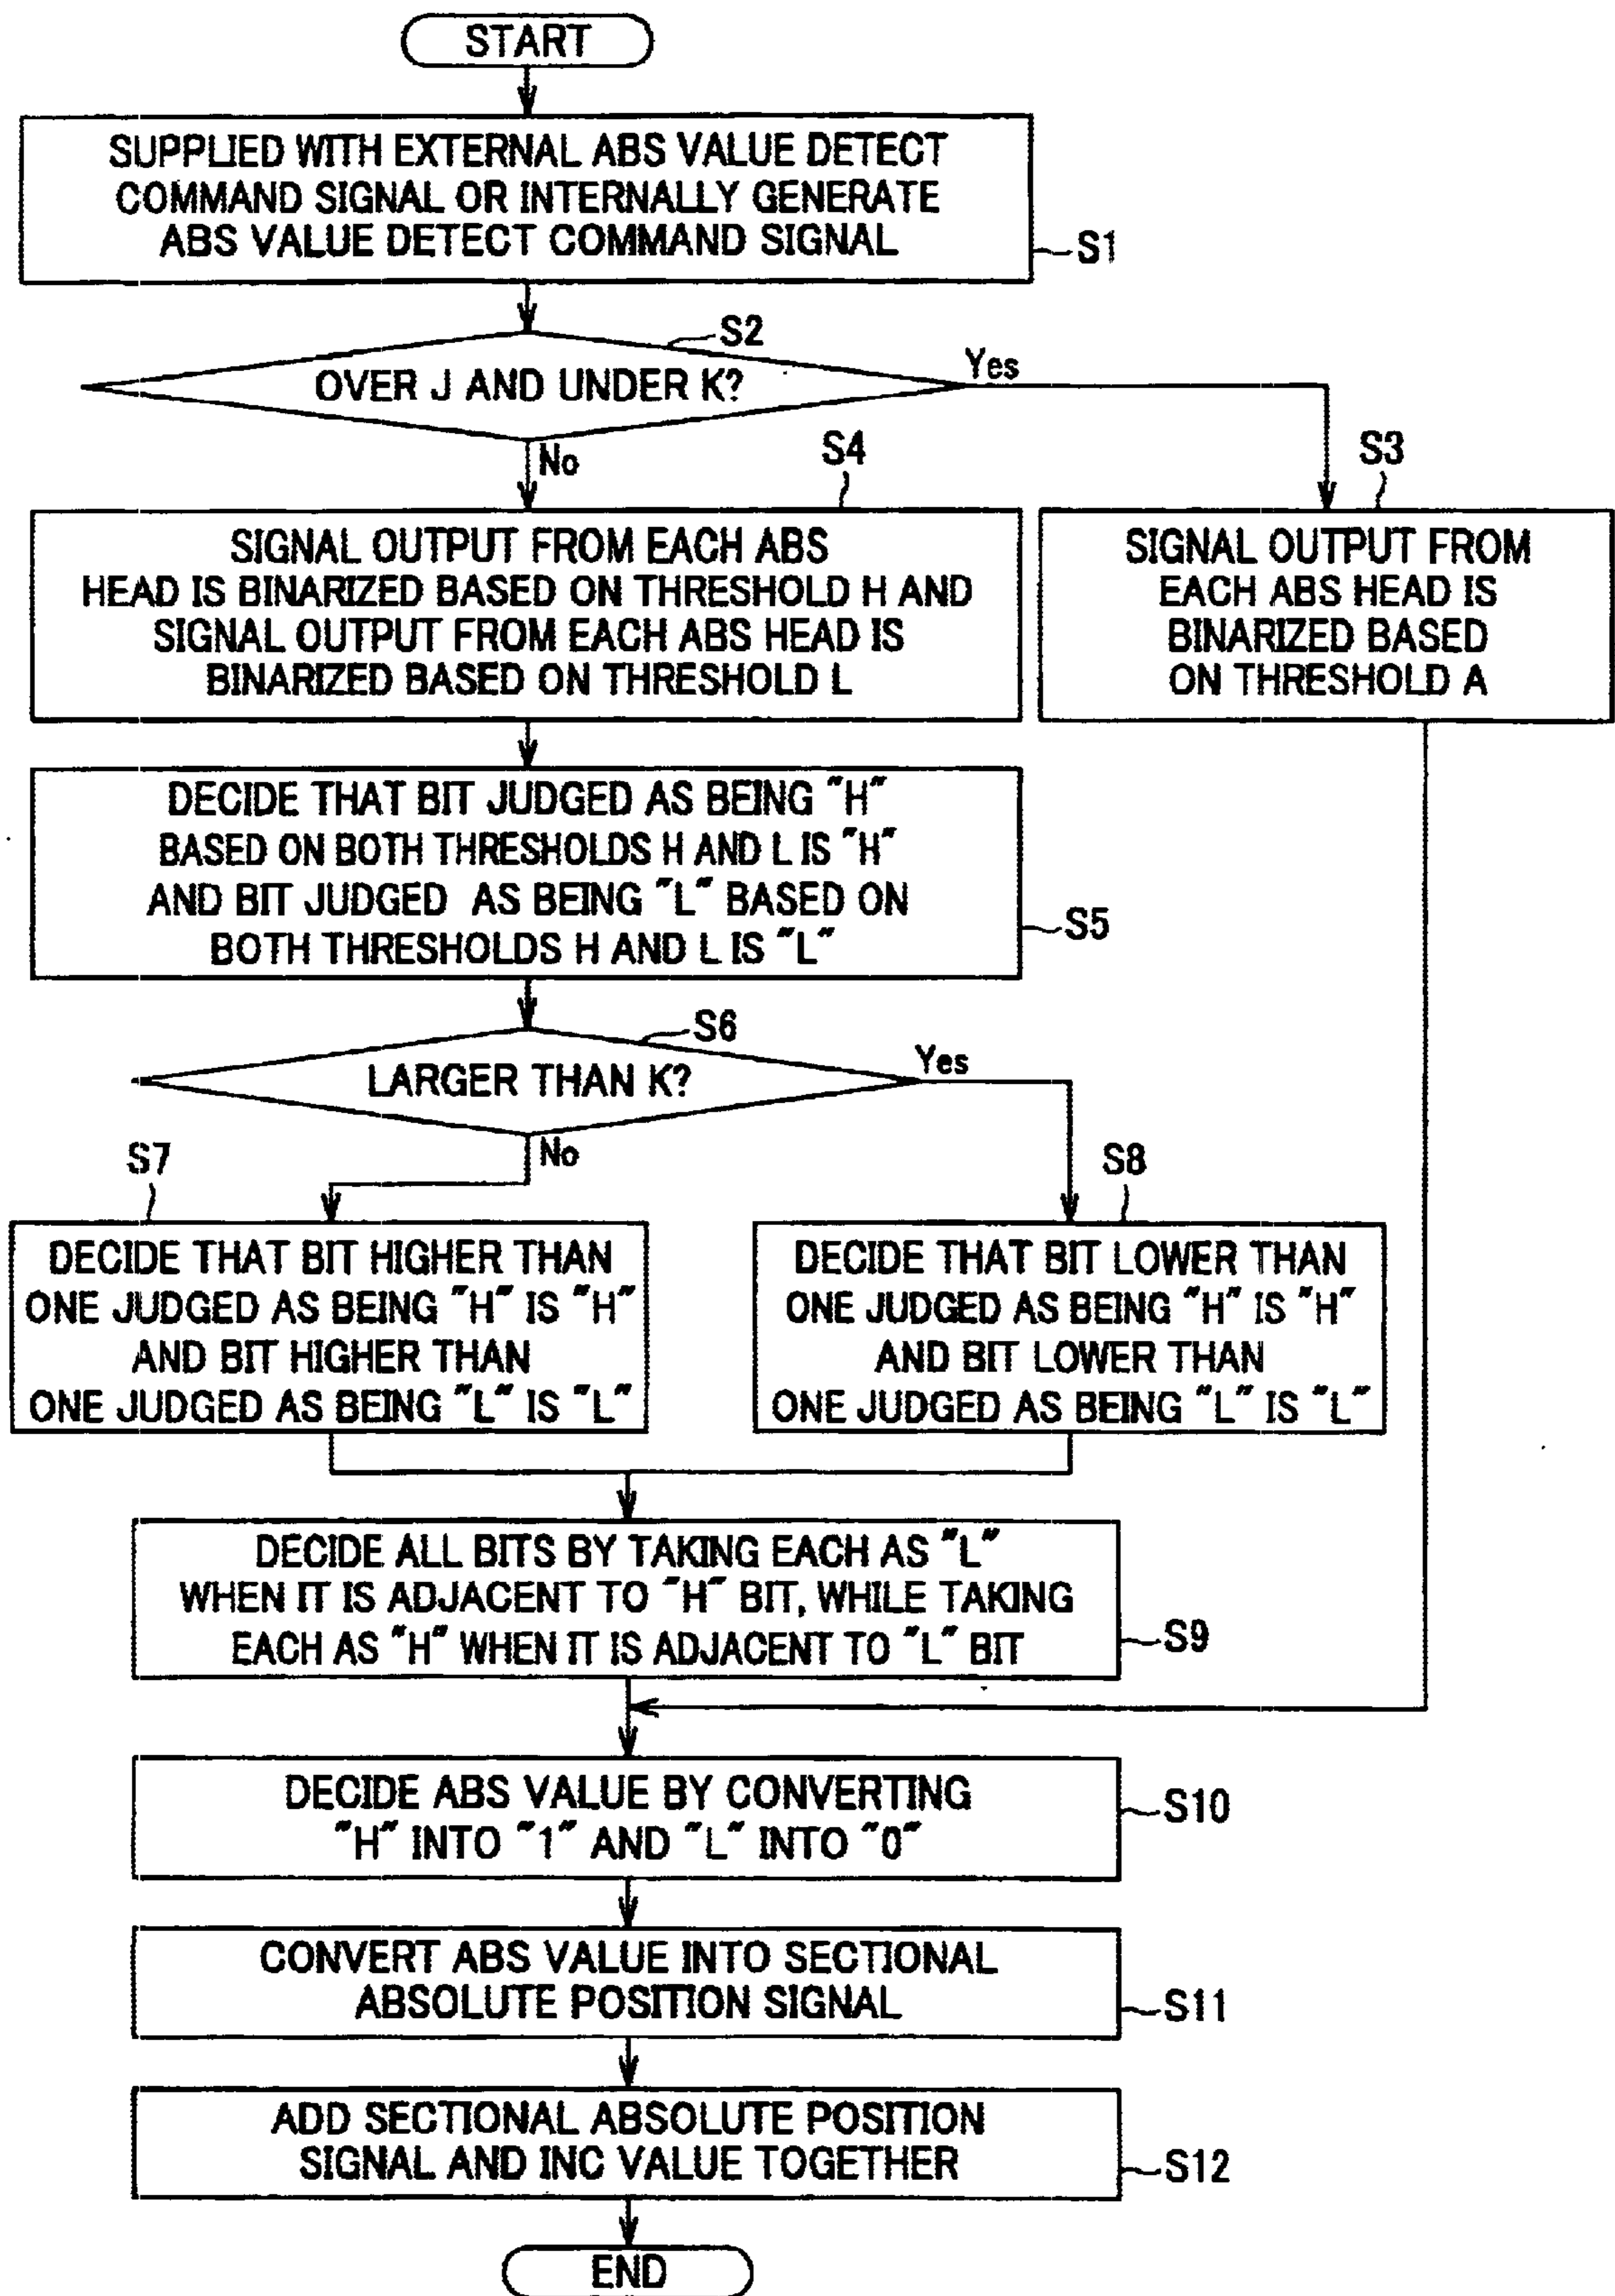 START
SUPPLIED WITH EXTERNAL ABS VALUE DETECT
COMMAND SIGNAL OR INTERNALLY GENERATE
ABS VALUE DETECT COMMAND SIGNAL
S1
S2
OVER J AND UNDER K?
Yes
No
S4
SIGNAL OUTPUT FROM EACH ABS
HEAD IS BINARIZED BASED ON THRESHOLD H AND
SIGNAL OUTPUT FROM EACH ABS HEAD IS
BINARIZED BASED ON THRESHOLD L
S3
SIGNAL OUTPUT FROM
EACH ABS HEAD IS
BINARIZED BASED
ON THRESHOLD A
DECIDE THAT BIT JUDGED AS BEING "H"
BASED ON BOTH THRESHOLDS H AND L IS "H"
AND BIT JUDGED AS BEING "L" BASED ON
BOTH THRESHOLDS H AND L IS "L"
S5
S6
LARGER THAN K?
Yes
No
S7
DECIDE THAT BIT HIGHER THAN
ONE JUDGED AS BEING "H" IS "H"
AND BIT HIGHER THAN
ONE JUDGED AS BEING "L" IS "L"
S8
DECIDE THAT BIT LOWER THAN
ONE JUDGED AS BEING "H" IS "H"
AND BIT LOWER THAN
ONE JUDGED AS BEING "L" IS "L"
DECIDE ALL BITS BY TAKING EACH AS "L"
WHEN IT IS ADJACENT TO "H" BIT, WHILE TAKING
EACH AS "H" WHEN IT IS ADJACENT TO "L" BIT
S9
DECIDE ABS VALUE BY CONVERTING
"H" INTO "1" AND "L" INTO "0"
S10
CONVERT ABS VALUE INTO SECTIONAL
ABSOLUTE POSITION SIGNAL
S11
ADD SECTIONAL ABSOLUTE POSITION
SIGNAL AND INC VALUE TOGETHER
S12
END